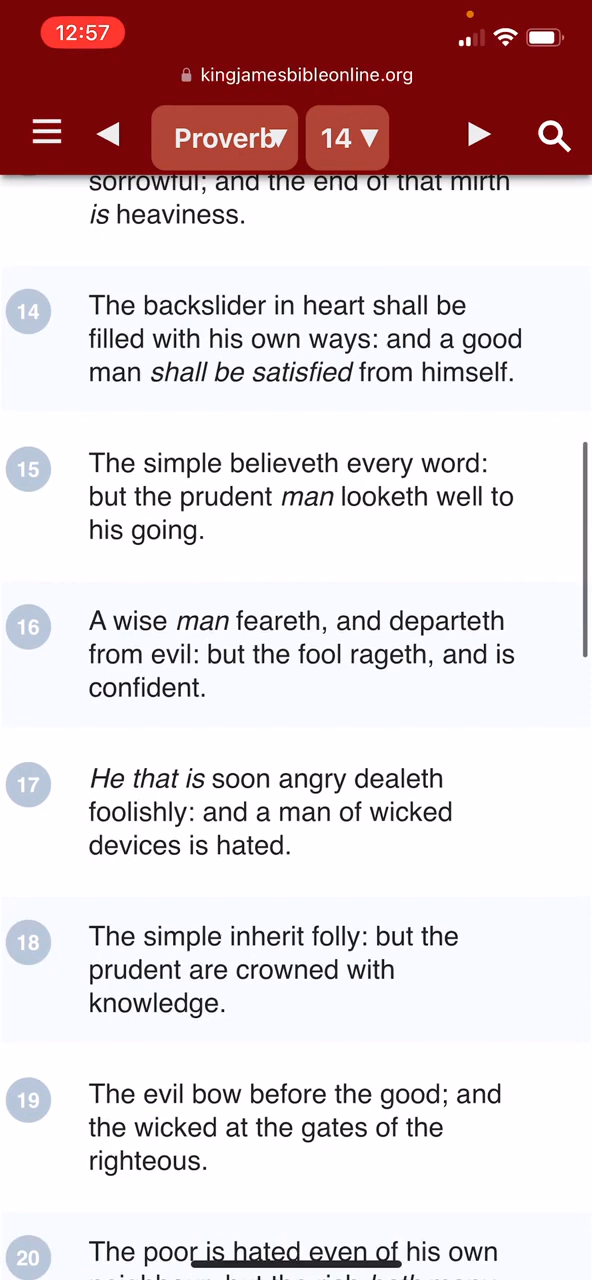 12:57
kingjamesbibleonline.org
Proverb 14
sorrowful; and the end of that mirth
is heaviness.
14 The backslider in heart shall be
filled with his own ways: and a good
man shall be satisfied from himself.
15 The simple believeth every word:
but the prudent man looketh well to
his going.
16 A wise man feareth, and departeth
from evil: but the fool rageth, and is
confident.
17 He that is soon angry dealeth
foolishly: and a man of wicked
devices is hated.
18 The simple inherit folly: but the
prudent are crowned with
knowledge.
19 The evil bow before the good; and
the wicked at the gates of the
righteous.
20 The poor is hated even of his own